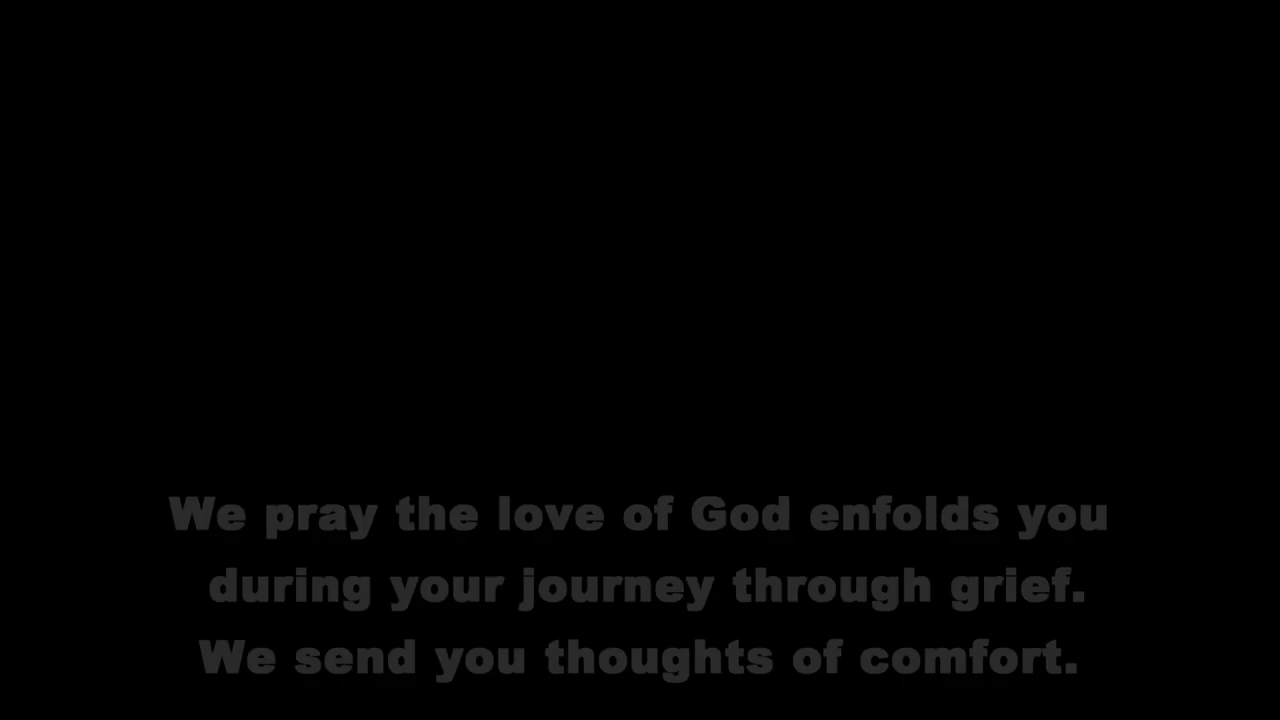 We pray the love of God enfolds you
during your journey through grief.
We send you thoughts of comfort.